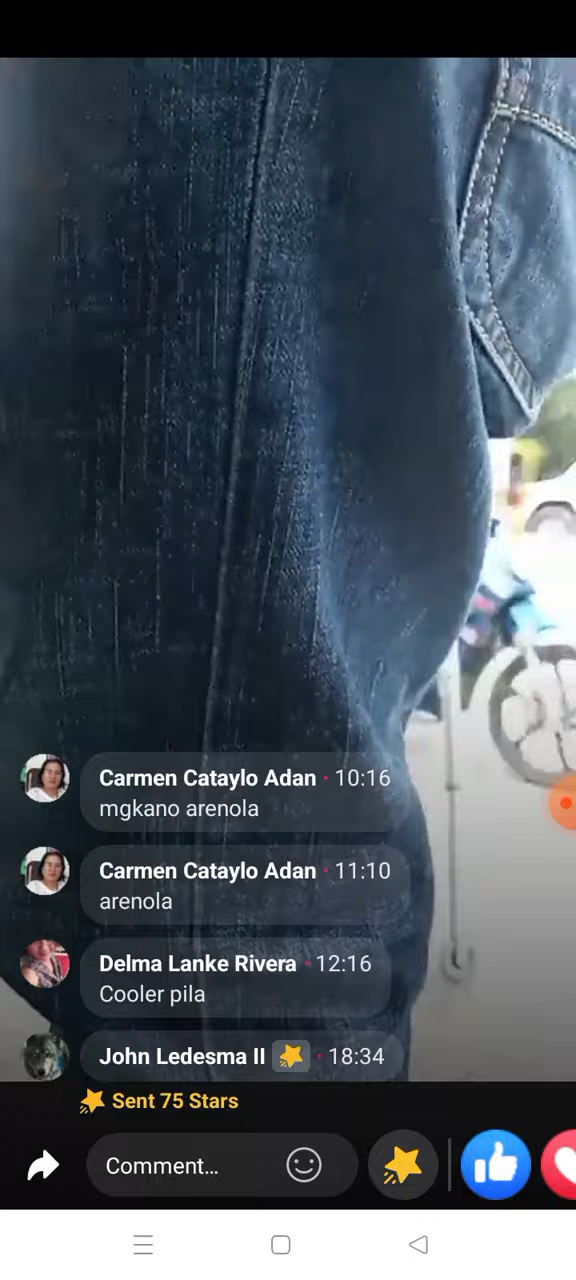 Carmen Cataylo Adan · 10:16
mgkano arenola
Carmen Cataylo Adan · 11:10
arenola
Delma Lanke Rivera · 12:16
Cooler pila
John Ledesma II · 18:34
Sent 75 Stars
Comment...